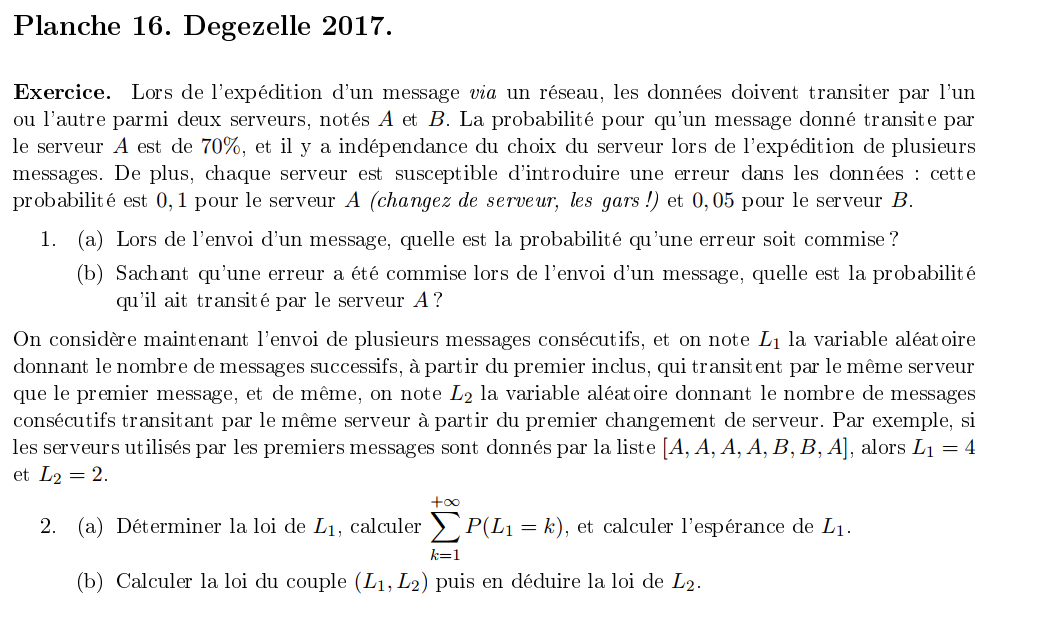 Planche 16. Degezelle 2017.
Exercice. Lors de l'expédition d'un message via un réseau, les données doivent transiter par l'un
ou l'autre parmi deux serveurs, notés A et B. La probabilité pour qu'un message donné transite par
le serveur A est de 70%, et il y a indépendance du choix du serveur lors de l'expédition de plusieurs
messages. De plus, chaque serveur est susceptible d'introduire une erreur dans les données : cette
probabilité est 0, 1 pour le serveur A (changez de serveur, les gars !) et 0, 05 pour le serveur B.
1. (a) Lors de l'envoi d'un message, quelle est la probabilité qu'une erreur soit commise ?
(b) Sachant qu'une erreur a été commise lors de l'envoi d'un message, quelle est la probabilité
qu'il ait transité par le serveur A ?
On considère maintenant l'envoi de plusieurs messages consécutifs, et on note L₁ la variable aléatoire
donnant le nombre de messages successifs, à partir du premier inclus, qui transitent par le même serveur
que le premier message, et de même, on note L₂ la variable aléatoire donnant le nombre de messages
consécutifs transitant par le même serveur à partir du premier changement de serveur. Par exemple, si
les serveurs utilisés par les premiers messages sont donnés par la liste [A, A, A, A, B, B, A], alors L₁ = 4
et L₂ = 2.
2. (a) Déterminer la loi de L₁, calculer \sum_{k=1}^{+∞} P(L₁ = k), et calculer l'espérance de L₁.
(b) Calculer la loi du couple (L₁, L₂) puis en déduire la loi de L₂.